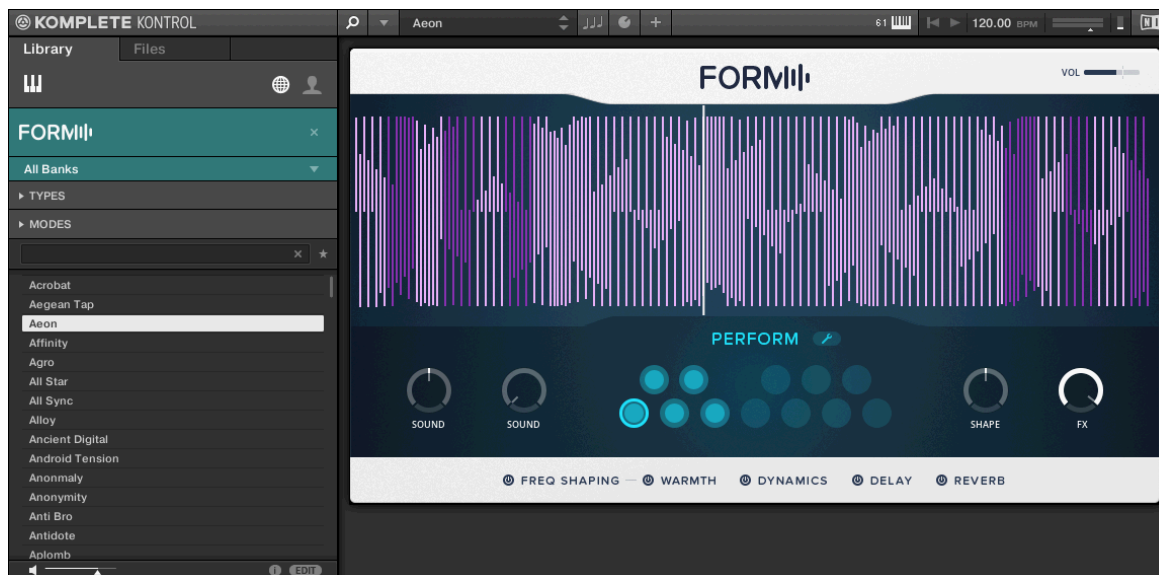 KOMPLETE KONTROL
Aeon
61
120.00 BPM
Library
Files
FORM
All Banks
TYPES
MODES
Acrobat
Aegean Tap
Aeon
Affinity
Agro
All Star
All Sync
Alloy
Ancient Digital
Android Tension
Anonmaly
Anonymity
Anti Bro
Antidote
Aplomb
EDIT
FORM
VOL
PERFORM
SOUND
SOUND
SHAPE
FX
FREQ SHAPING
WARMTH
DYNAMICS
DELAY
REVERB